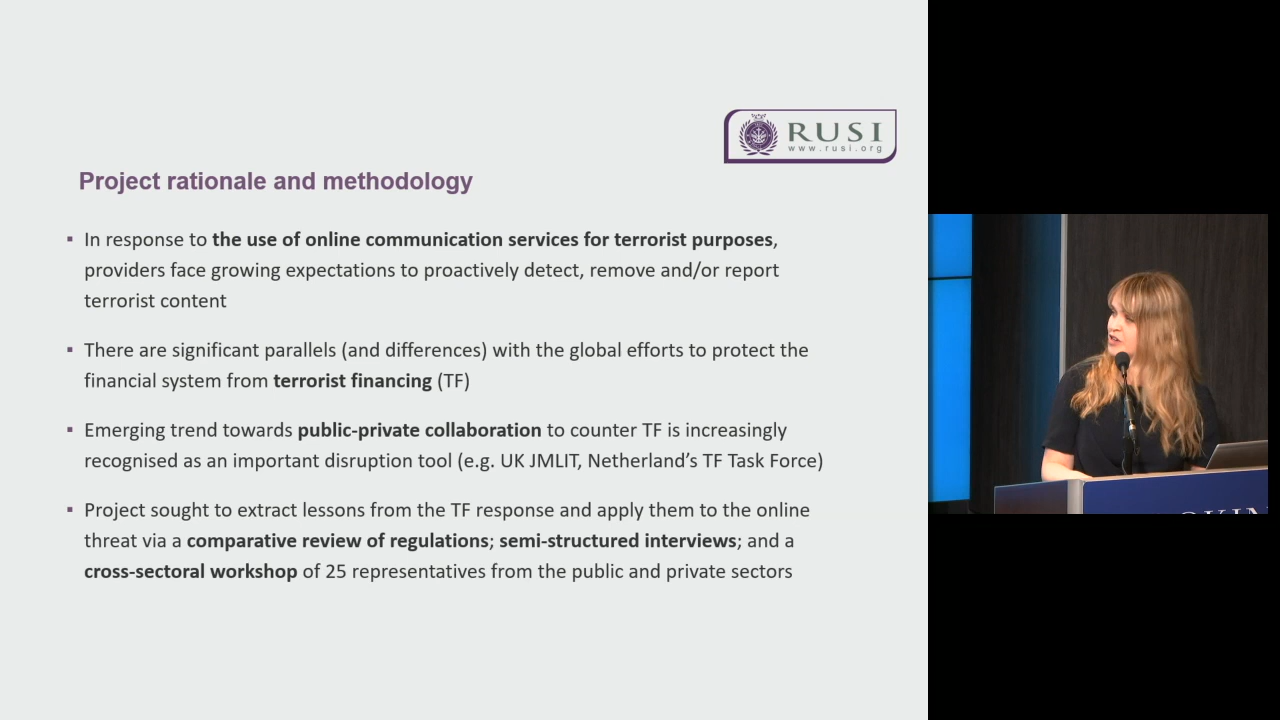 RUSI
www.rusi.org
Project rationale and methodology
▪ In response to the use of online communication services for terrorist purposes,
providers face growing expectations to proactively detect, remove and/or report
terrorist content
▪ There are significant parallels (and differences) with the global efforts to protect the
financial system from terrorist financing (TF)
▪ Emerging trend towards public-private collaboration to counter TF is increasingly
recognised as an important disruption tool (e.g. UK JMLIT, Netherland’s TF Task Force)
▪ Project sought to extract lessons from the TF response and apply them to the online
threat via a comparative review of regulations; semi-structured interviews; and a
cross-sectoral workshop of 25 representatives from the public and private sectors